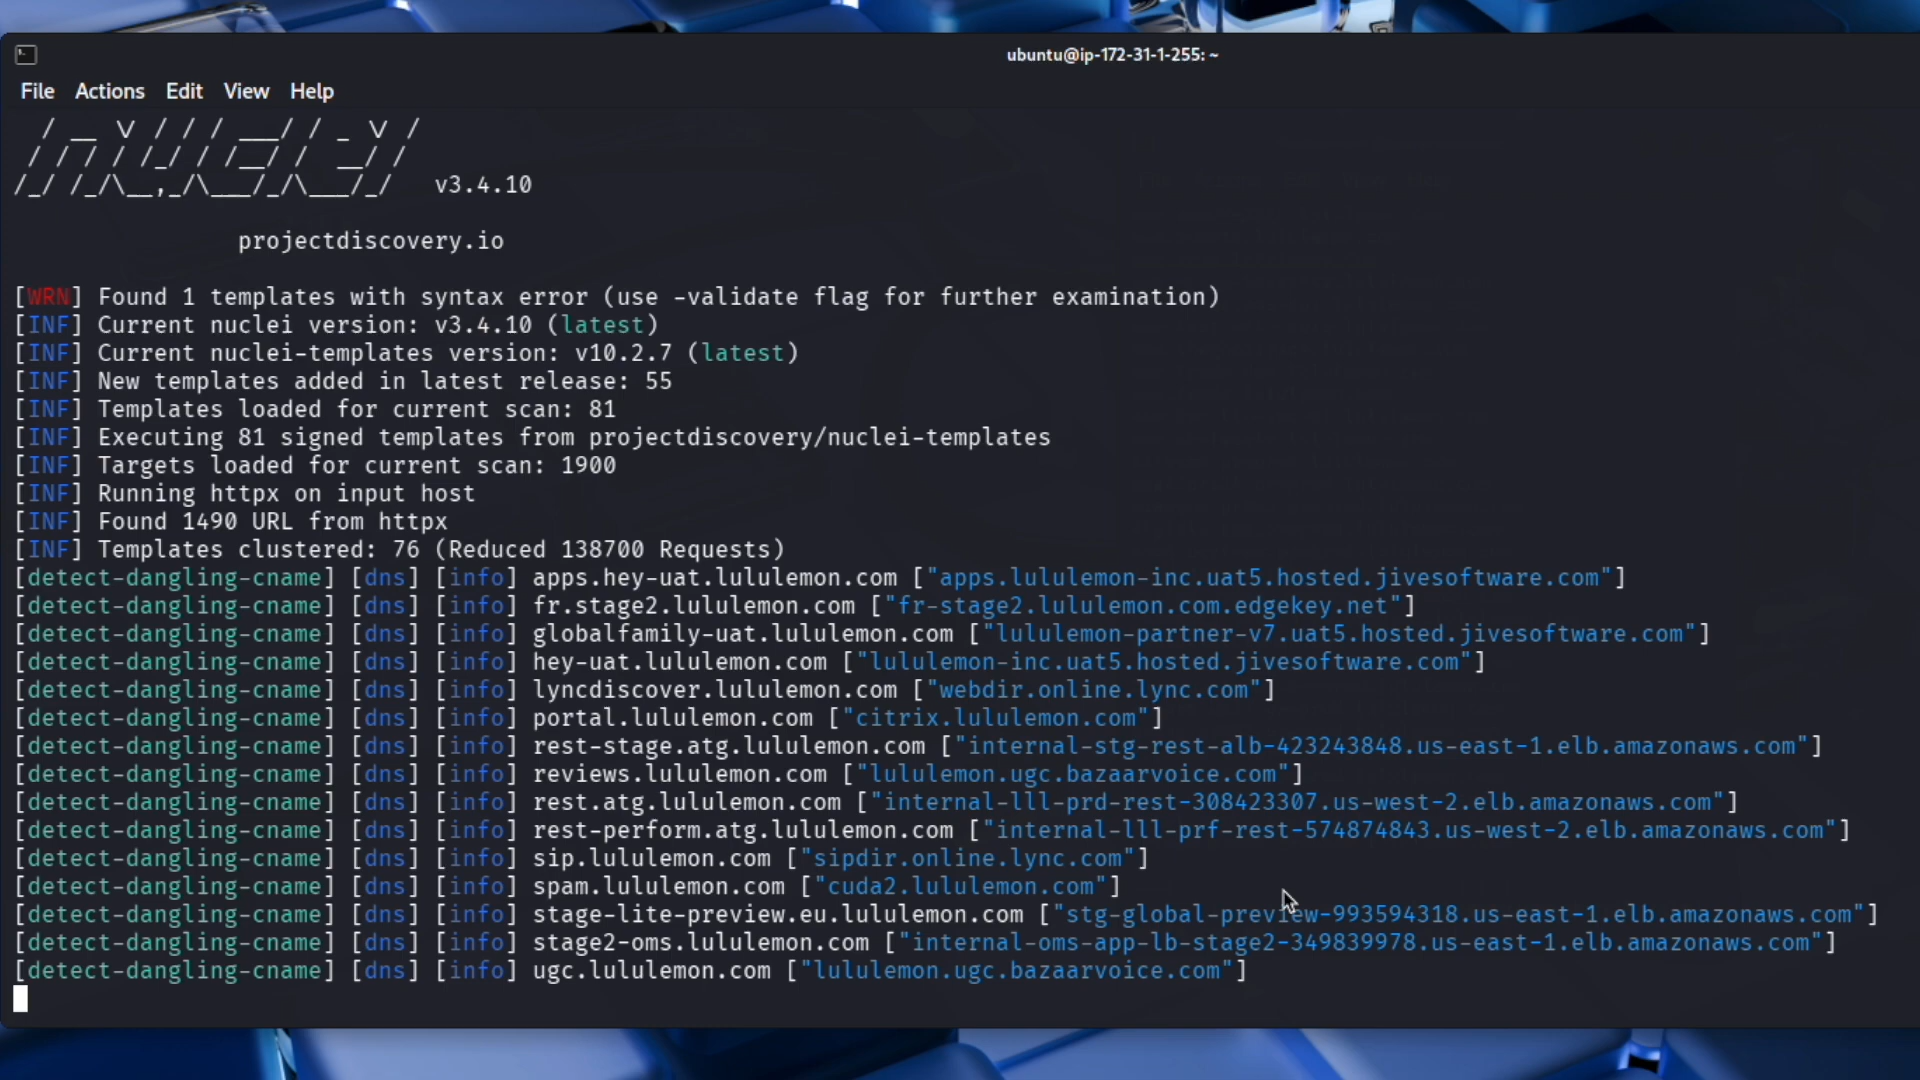 ubuntu@ip-172-31-1-255: ~
File Actions Edit View Help
nuclei v3.4.10
projectdiscovery.io
[WRN] Found 1 templates with syntax error (use -validate flag for further examination)
[INF] Current nuclei version: v3.4.10 (latest)
[INF] Current nuclei-templates version: v10.2.7 (latest)
[INF] New templates added in latest release: 55
[INF] Templates loaded for current scan: 81
[INF] Executing 81 signed templates from projectdiscovery/nuclei-templates
[INF] Targets loaded for current scan: 1900
[INF] Running httpx on input host
[INF] Found 1490 URL from httpx
[INF] Templates clustered: 76 (Reduced 138700 Requests)
[detect-dangling-cname] [dns] [info] apps.hey-uat.lululemon.com ["apps.lululemon-inc.uat5.hosted.jivesoftware.com"]
[detect-dangling-cname] [dns] [info] fr.stage2.lululemon.com ["fr-stage2.lululemon.com.edgekey.net"]
[detect-dangling-cname] [dns] [info] globalfamily-uat.lululemon.com ["lululemon-partner-v7.uat5.hosted.jivesoftware.com"]
[detect-dangling-cname] [dns] [info] hey-uat.lululemon.com ["lululemon-inc.uat5.hosted.jivesoftware.com"]
[detect-dangling-cname] [dns] [info] lyncdiscover.lululemon.com ["webdir.online.lync.com"]
[detect-dangling-cname] [dns] [info] portal.lululemon.com ["citrix.lululemon.com"]
[detect-dangling-cname] [dns] [info] rest-stage.atg.lululemon.com ["internal-stg-rest-alb-423243848.us-east-1.elb.amazonaws.com"]
[detect-dangling-cname] [dns] [info] reviews.lululemon.com ["lululemon.ugc.bazaarvoice.com"]
[detect-dangling-cname] [dns] [info] rest.atg.lululemon.com ["internal-lll-prd-rest-308423307.us-west-2.elb.amazonaws.com"]
[detect-dangling-cname] [dns] [info] rest-perform.atg.lululemon.com ["internal-lll-prf-rest-574874843.us-west-2.elb.amazonaws.com"]
[detect-dangling-cname] [dns] [info] sip.lululemon.com ["sipdir.online.lync.com"]
[detect-dangling-cname] [dns] [info] spam.lululemon.com ["cuda2.lululemon.com"]
[detect-dangling-cname] [dns] [info] stage-lite-preview.eu.lululemon.com ["stg-global-preview-993594318.us-east-1.elb.amazonaws.com"]
[detect-dangling-cname] [dns] [info] stage2-oms.lululemon.com ["internal-oms-app-lb-stage2-349839978.us-east-1.elb.amazonaws.com"]
[detect-dangling-cname] [dns] [info] ugc.lululemon.com ["lululemon.ugc.bazaarvoice.com"]